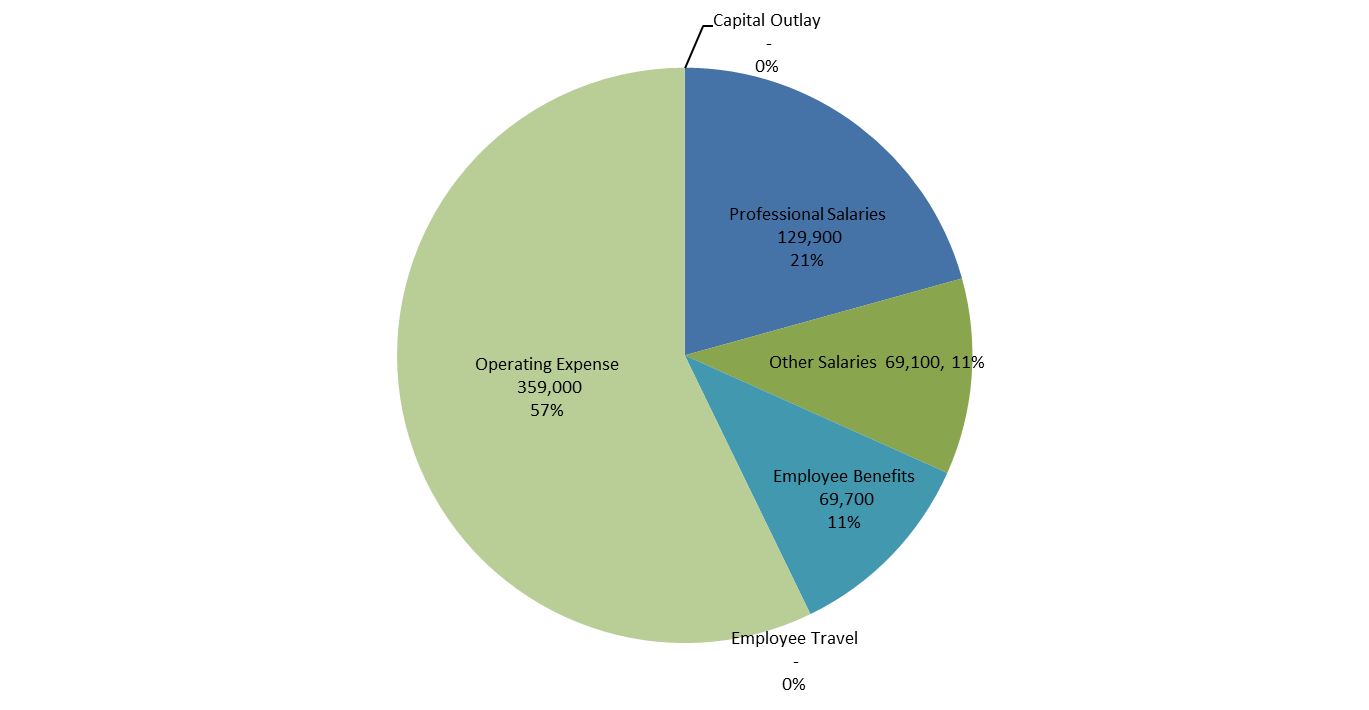 Capital Outlay
-
0%
Professional Salaries
129,900
21%
Other Salaries 69,100, 11%
Operating Expense
359,000
57%
Employee Benefits
69,700
11%
Employee Travel
-
0%